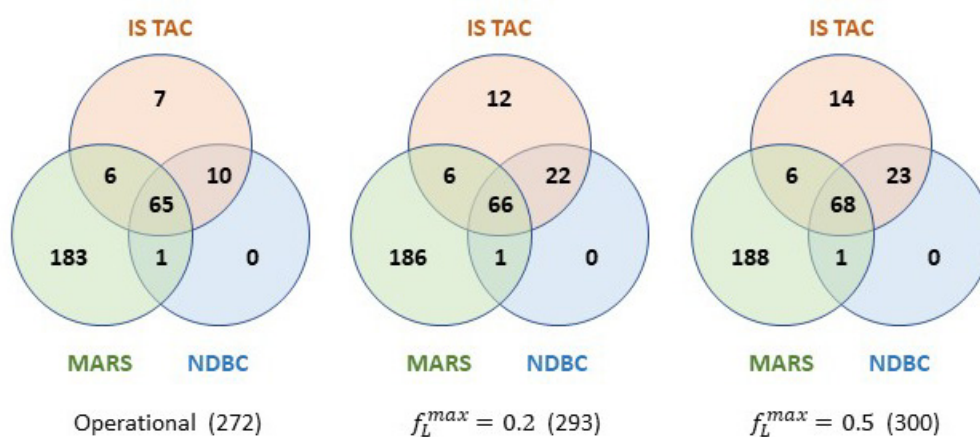 IS TAC
7
6
10
65
183
1
0
MARS
NDBC
Operational (272)
IS TAC
12
6
22
66
186
1
0
MARS
NDBC
f_L^{max} = 0.2 (293)
IS TAC
14
6
23
68
188
1
0
MARS
NDBC
f_L^{max} = 0.5 (300)